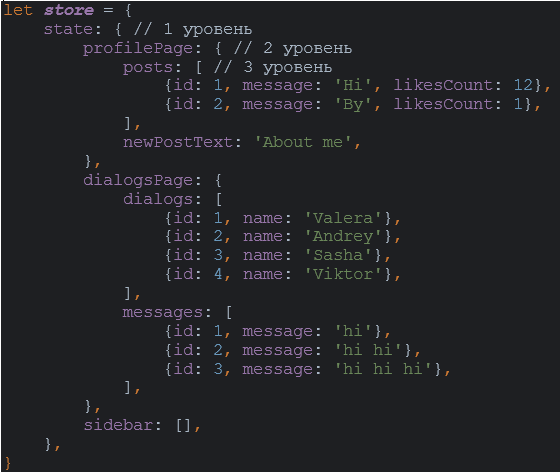 let store = {
    state: { // 1 уровень
        profilePage: { // 2 уровень
            posts: [ // 3 уровень
                {id: 1, message: 'Hi', likesCount: 12},
                {id: 2, message: 'By', likesCount: 1},
            ],
            newPostText: 'About me',
        },
        dialogsPage: {
            dialogs: [
                {id: 1, name: 'Valera'},
                {id: 2, name: 'Andrey'},
                {id: 3, name: 'Sasha'},
                {id: 4, name: 'Viktor'},
            ],
            messages: [
                {id: 1, message: 'hi'},
                {id: 2, message: 'hi hi'},
                {id: 3, message: 'hi hi hi'},
            ],
        },
        sidebar: [],
    },
}